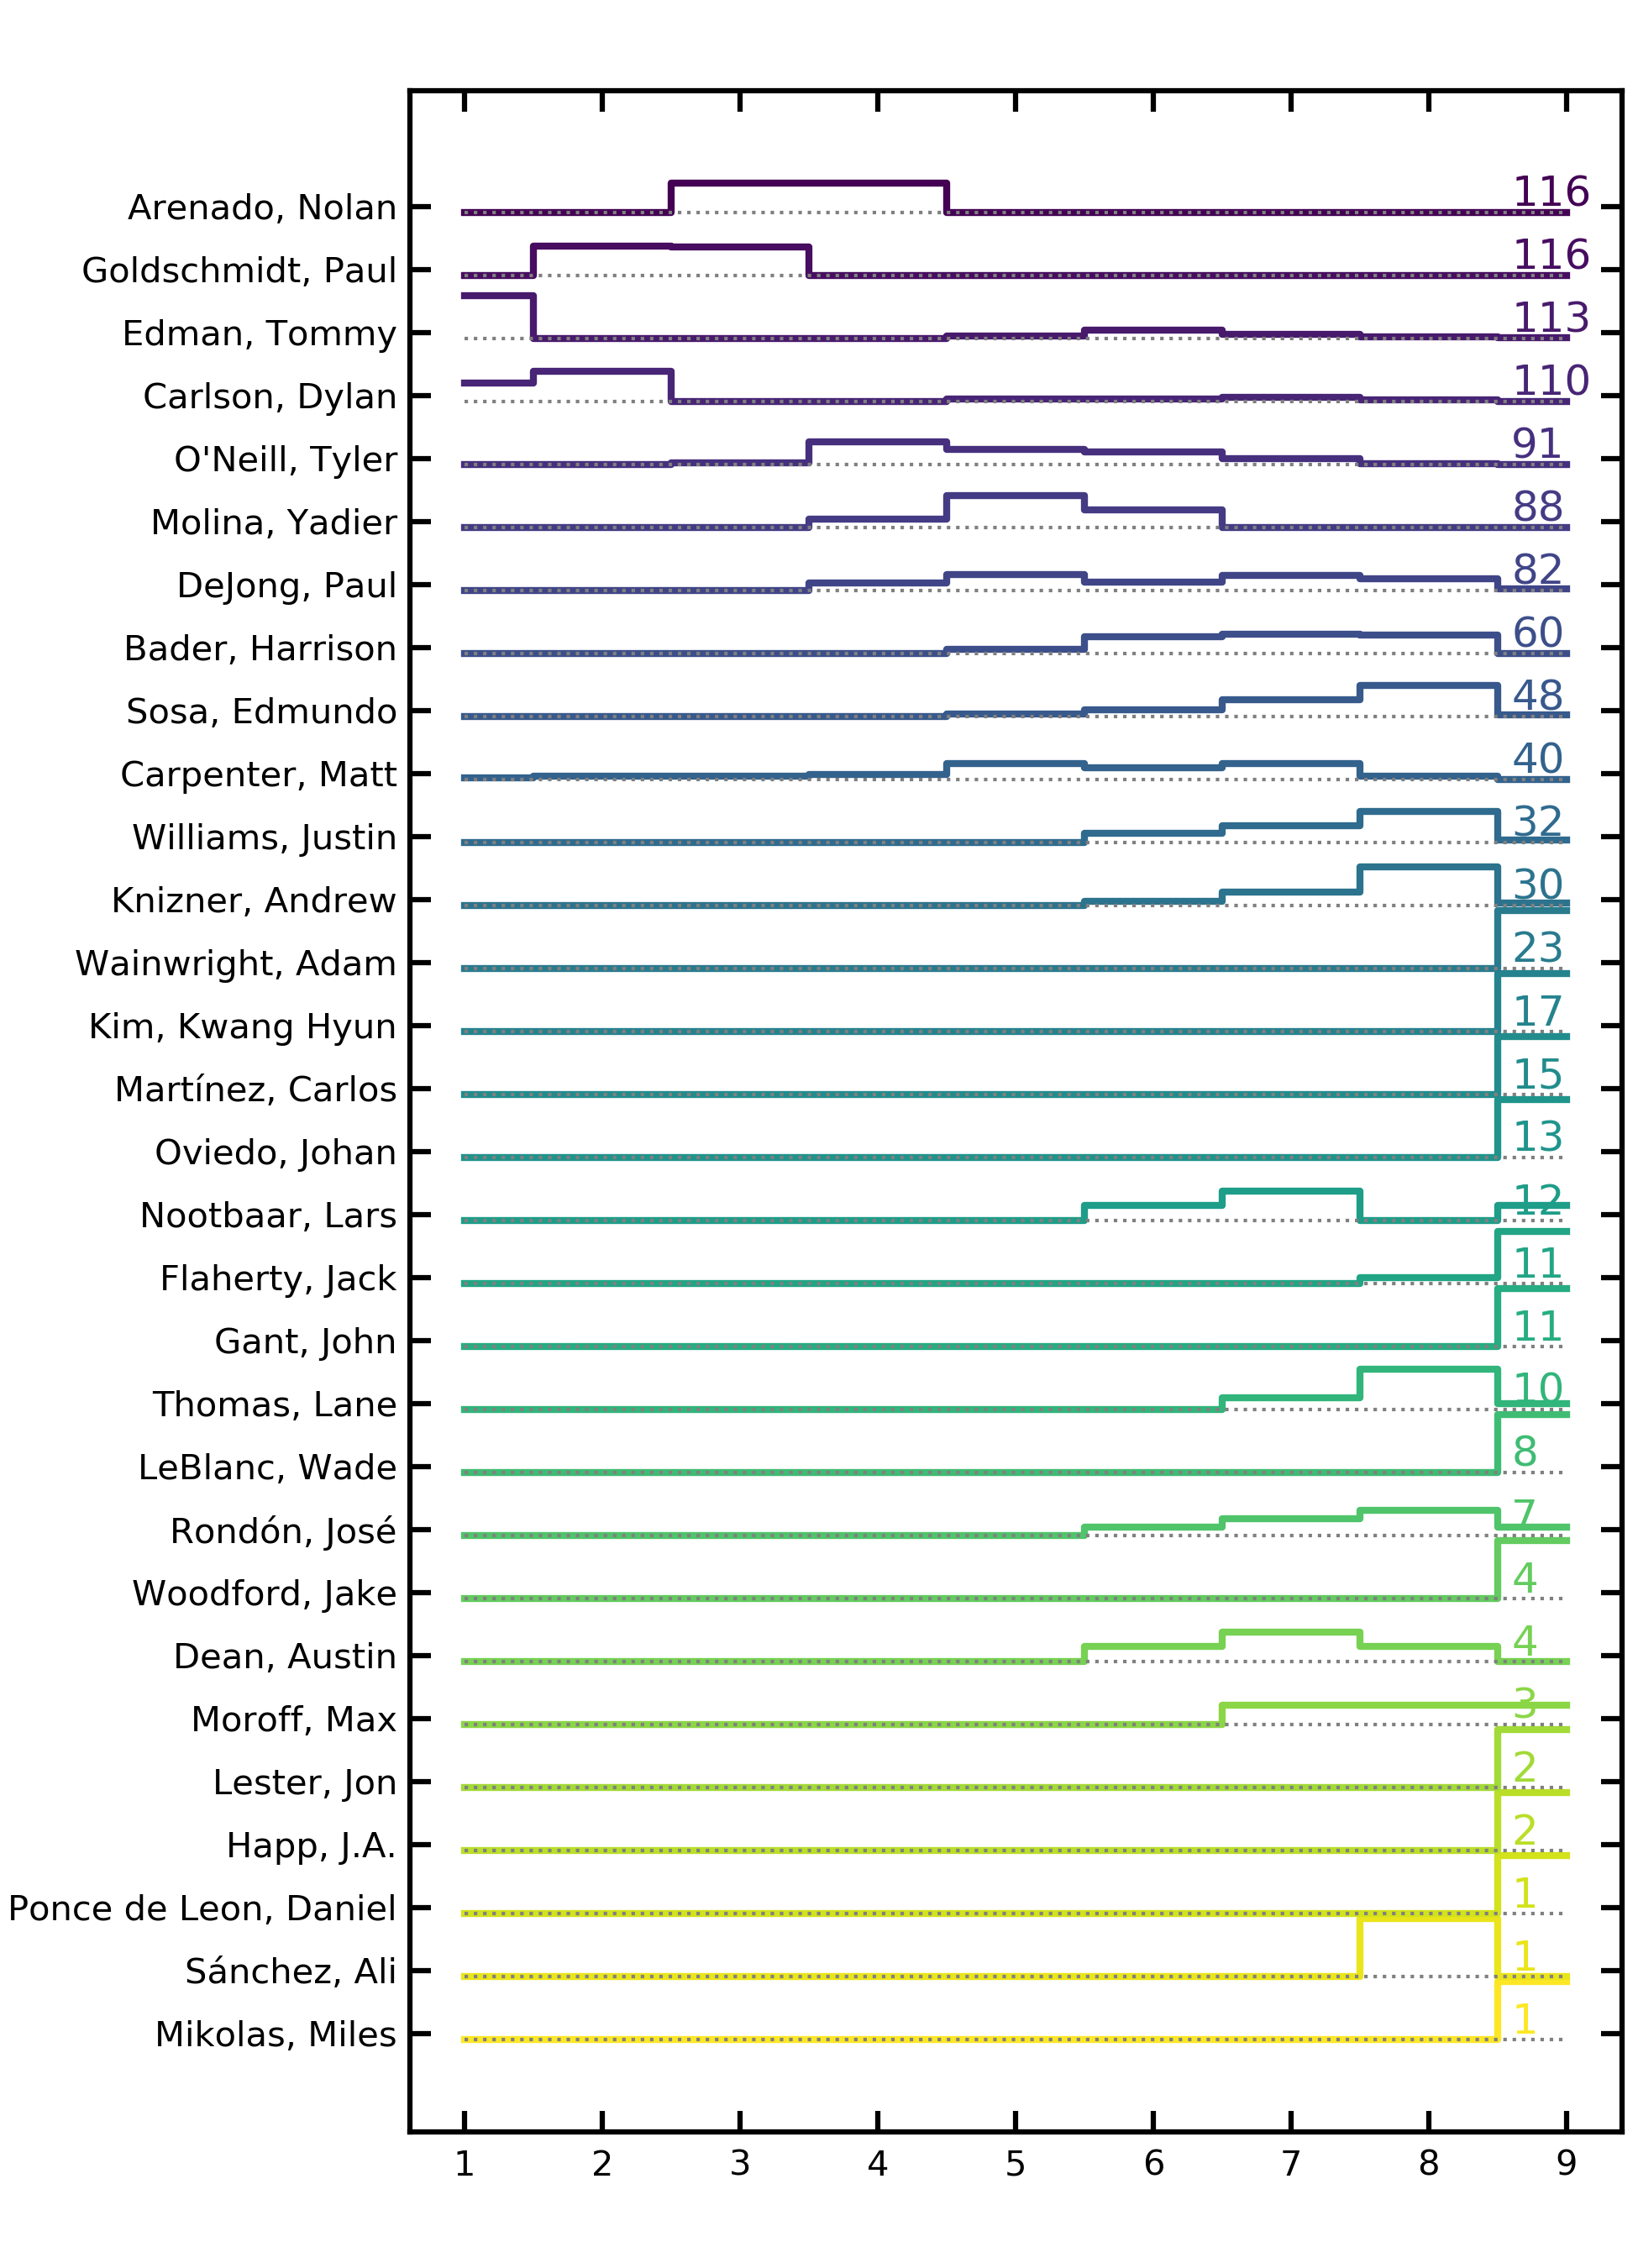 Arenado, Nolan 116
Goldschmidt, Paul 116
Edman, Tommy 113
Carlson, Dylan 110
O'Neill, Tyler 91
Molina, Yadier 88
DeJong, Paul 82
Bader, Harrison 60
Sosa, Edmundo 48
Carpenter, Matt 40
Williams, Justin 32
Knizner, Andrew 30
Wainwright, Adam 23
Kim, Kwang Hyun 17
Martínez, Carlos 15
Oviedo, Johan 13
Nootbaar, Lars 12
Flaherty, Jack 11
Gant, John 11
Thomas, Lane 10
LeBlanc, Wade 8
Rondón, José 7
Woodford, Jake 4
Dean, Austin 4
Moroff, Max 3
Lester, Jon 2
Happ, J.A. 2
Ponce de Leon, Daniel 1
Sánchez, Ali 1
Mikolas, Miles 1
1 2 3 4 5 6 7 8 9